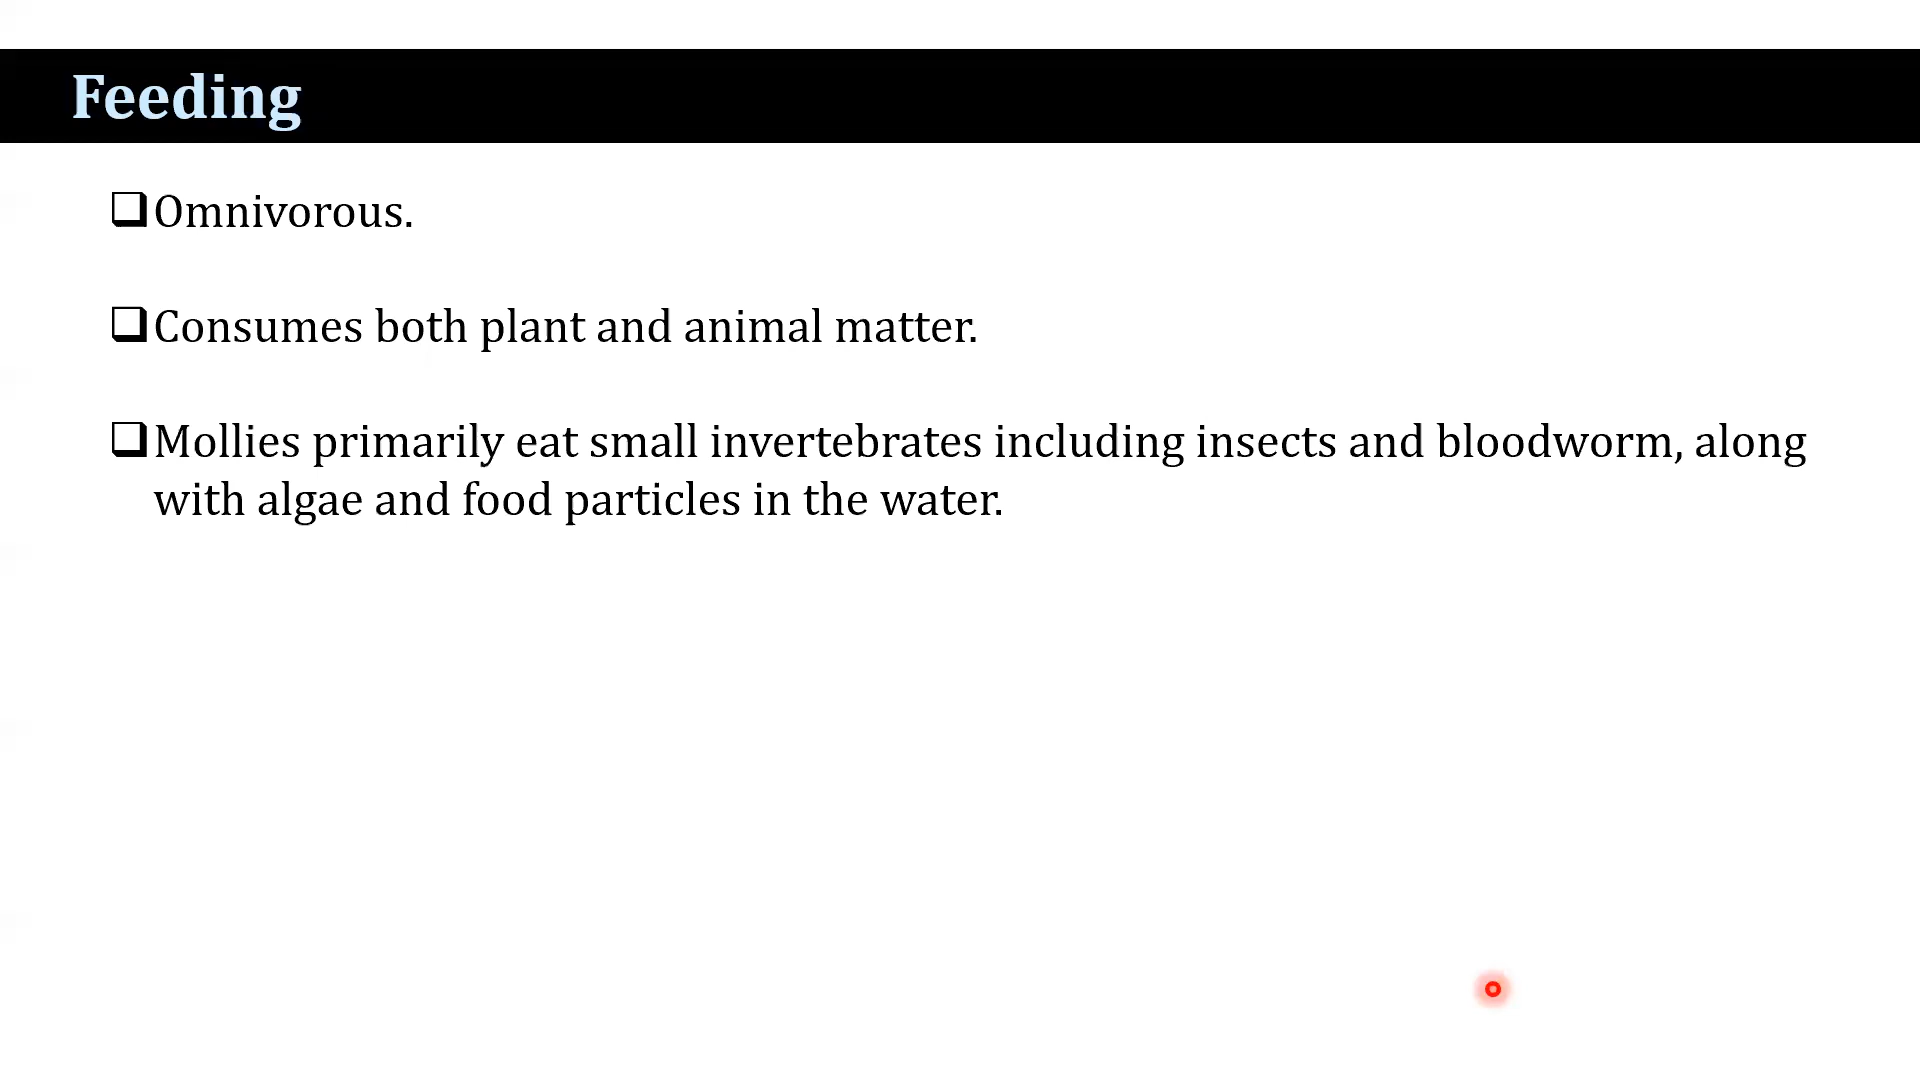 Feeding
❑Omnivorous.
❑Consumes both plant and animal matter.
❑Mollies primarily eat small invertebrates including insects and bloodworm, along
with algae and food particles in the water.